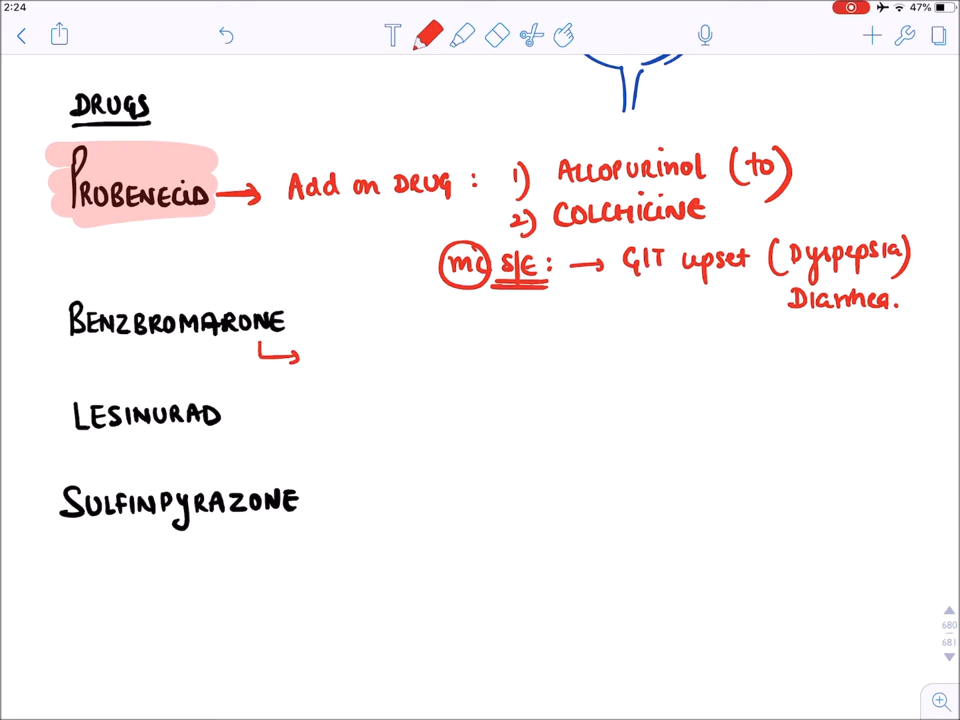 2:24
47%
T
DRUGS
PROBENECID → Add on DRUG : 1) ALLOPURINOL (to)
2) COLCHICINE
mc S/E : → GIT upset (Dyspepsia)
Diarrhea.
BENZBROMARONE
LESINURAD
SULFINPYRAZONE
680
681